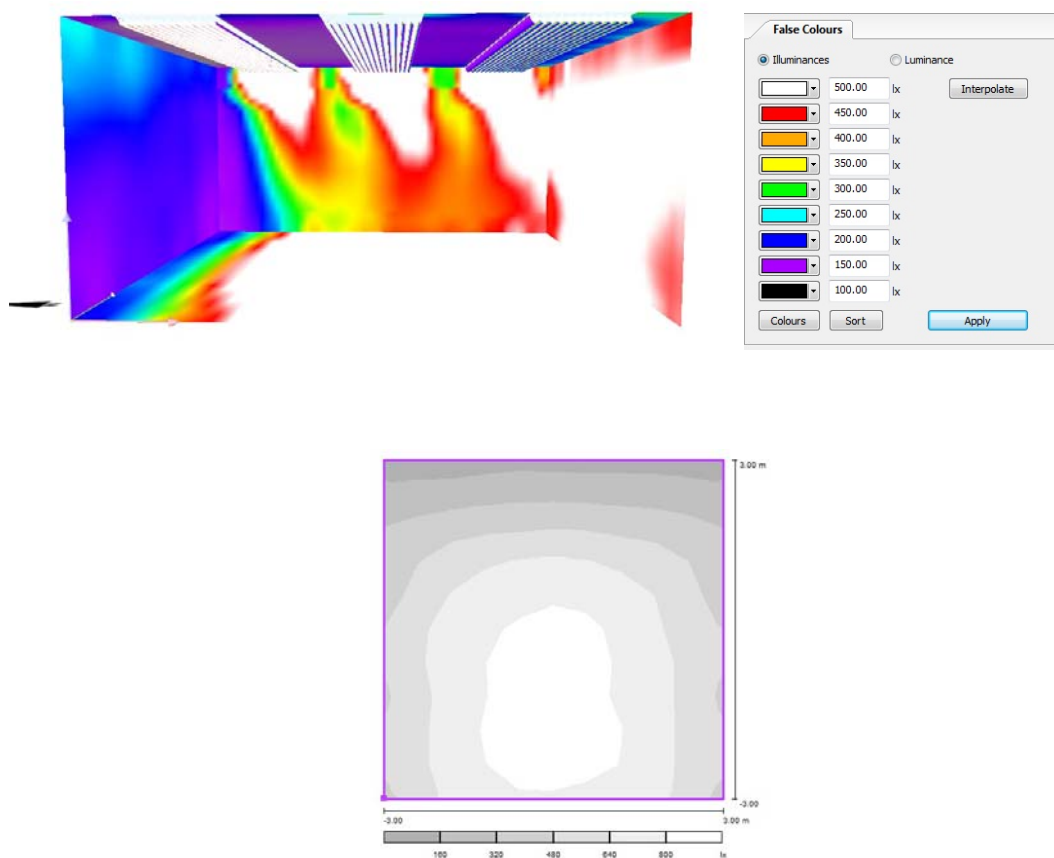 False Colours
Illuminances Luminance
500.00 lx Interpolate
450.00 lx
400.00 lx
350.00 lx
300.00 lx
250.00 lx
200.00 lx
150.00 lx
100.00 lx
Colours Sort Apply
3.00 m
-3.00
-3.00 3.00 m
160 320 480 640 800 lx